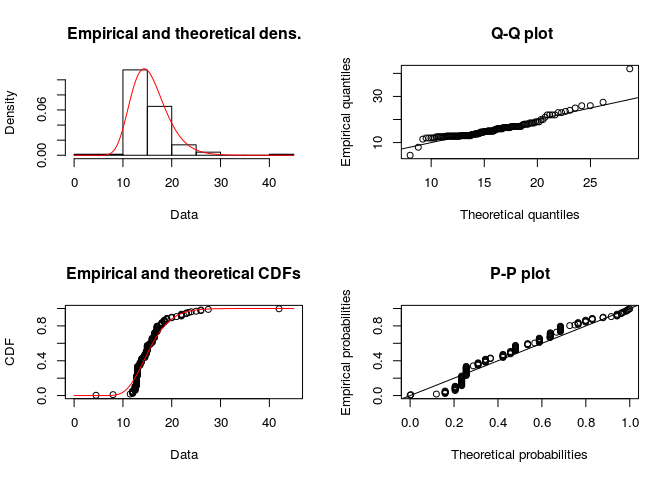 Empirical and theoretical dens.
Density
0.00 0.06
0 10 20 30 40
Data
Q-Q plot
Empirical quantiles
10 30
10 15 20 25
Theoretical quantiles
Empirical and theoretical CDFs
CDF
0.0 0.4 0.8
0 10 20 30 40
Data
P-P plot
Empirical probabilities
0.0 0.4 0.8
0.0 0.2 0.4 0.6 0.8 1.0
Theoretical probabilities